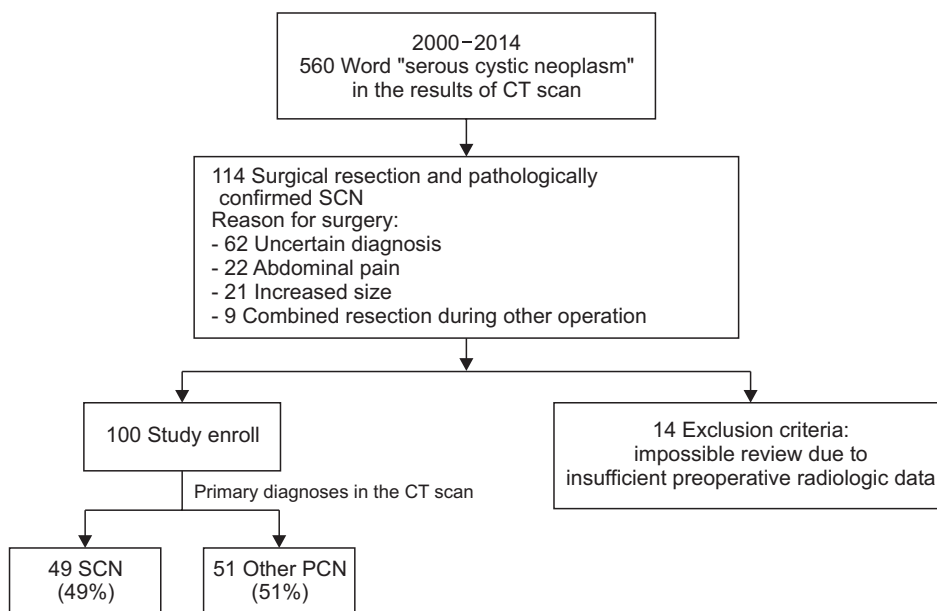 2000−2014
560 Word "serous cystic neoplasm"
in the results of CT scan
114 Surgical resection and pathologically
confirmed SCN
Reason for surgery:
- 62 Uncertain diagnosis
- 22 Abdominal pain
- 21 Increased size
- 9 Combined resection during other operation
100 Study enroll
14 Exclusion criteria:
impossible review due to
insufficient preoperative radiologic data
Primary diagnoses in the CT scan
49 SCN
(49%)
51 Other PCN
(51%)